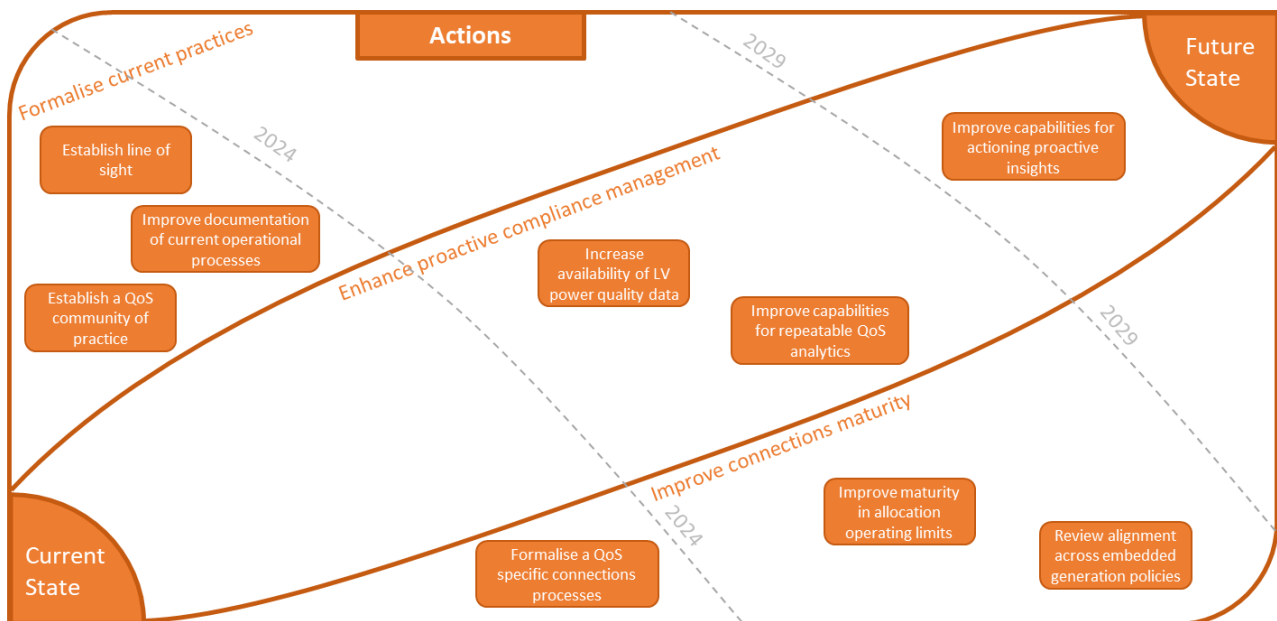 Actions
Future
State
Formalise current practices
2024
2029
Establish line of
sight
Improve documentation
of current operational
processes
Establish a QoS
community of
practice
Enhance proactive compliance management
Improve capabilities for
actioning proactive
insights
Increase
availability of LV
power quality data
Improve capabilities
for repeatable QoS
analytics
2029
Improve connections maturity
2024
Improve maturity
in allocation
operating limits
Formalise a QoS
specific connections
processes
Review alignment
across embedded
generation policies
Current
State